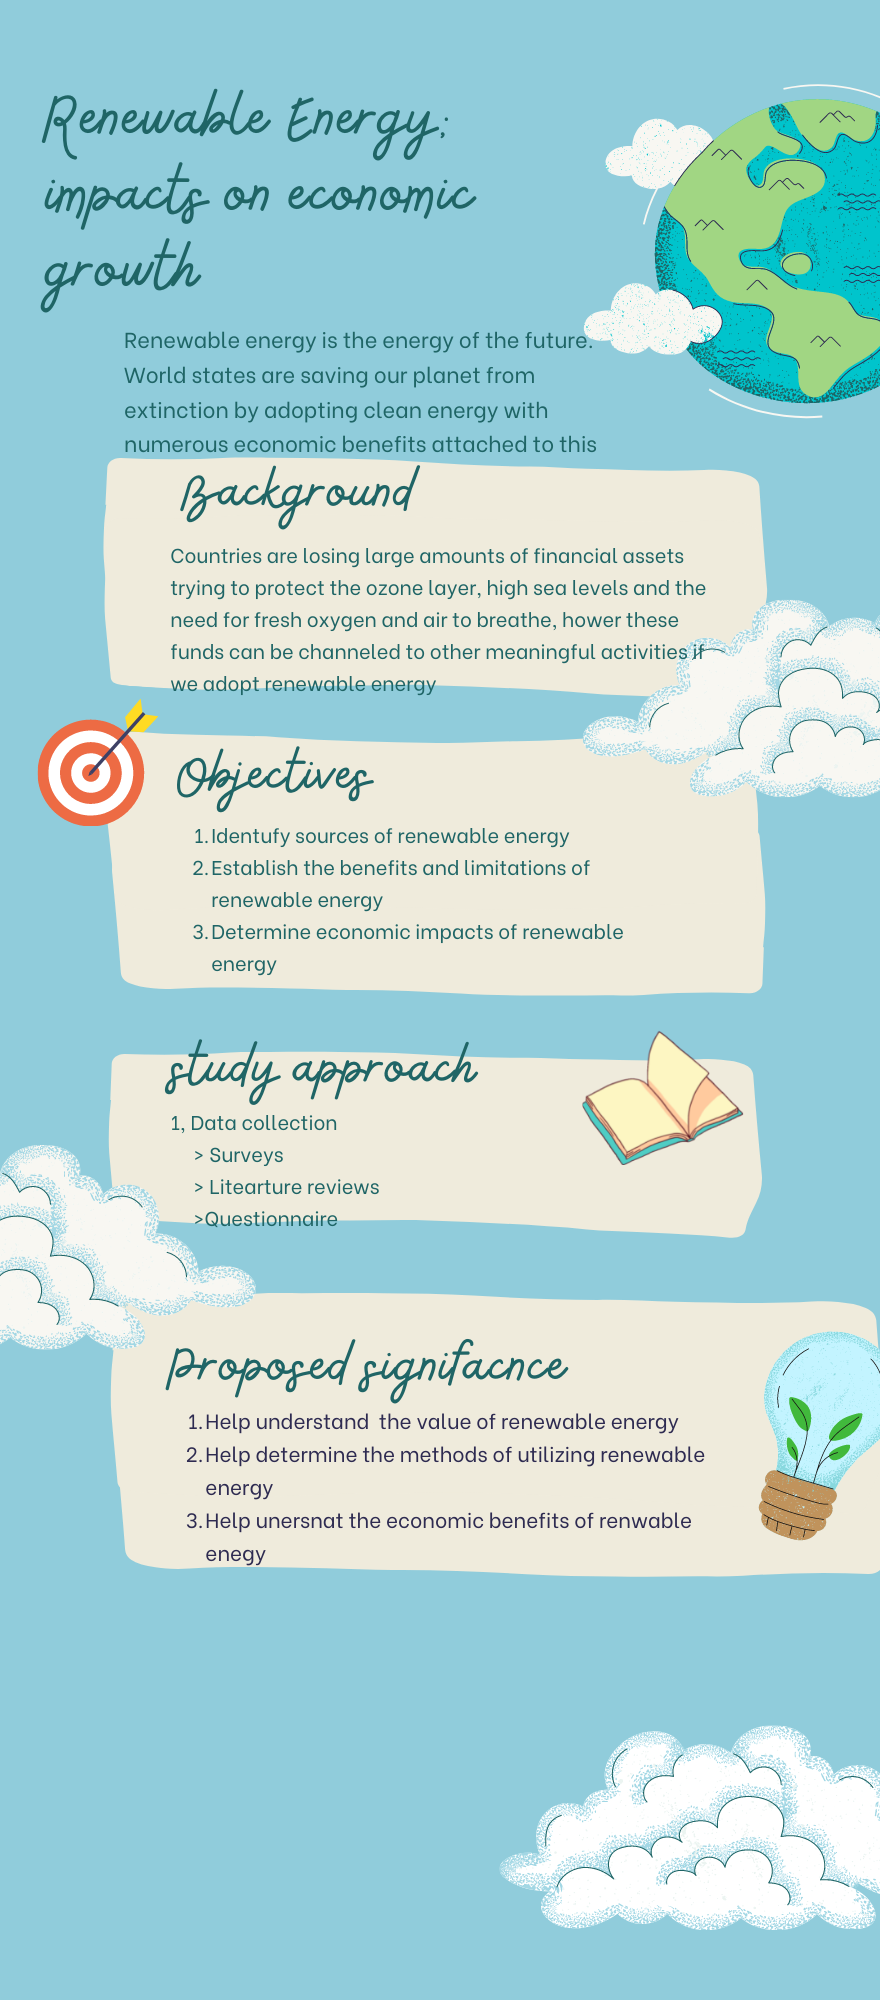 Renewable Energy;
impacts on economic
growth
Renewable energy is the energy of the future.
World states are saving our planet from
extinction by adopting clean energy with
numerous economic benefits attached to this
Background
Countries are losing large amounts of financial assets
trying to protect the ozone layer, high sea levels and the
need for fresh oxygen and air to breathe, hower these
funds can be channeled to other meaningful activities if
we adopt renewable energy
Objectives
1. Identufy sources of renewable energy
2. Establish the benefits and limitations of
renewable energy
3. Determine economic impacts of renewable
energy
study approach
1, Data collection
> Surveys
> Litearture reviews
>Questionnaire
Proposed signifacnce
1. Help understand the value of renewable energy
2. Help determine the methods of utilizing renewable
energy
3. Help unersnat the economic benefits of renwable
enegy